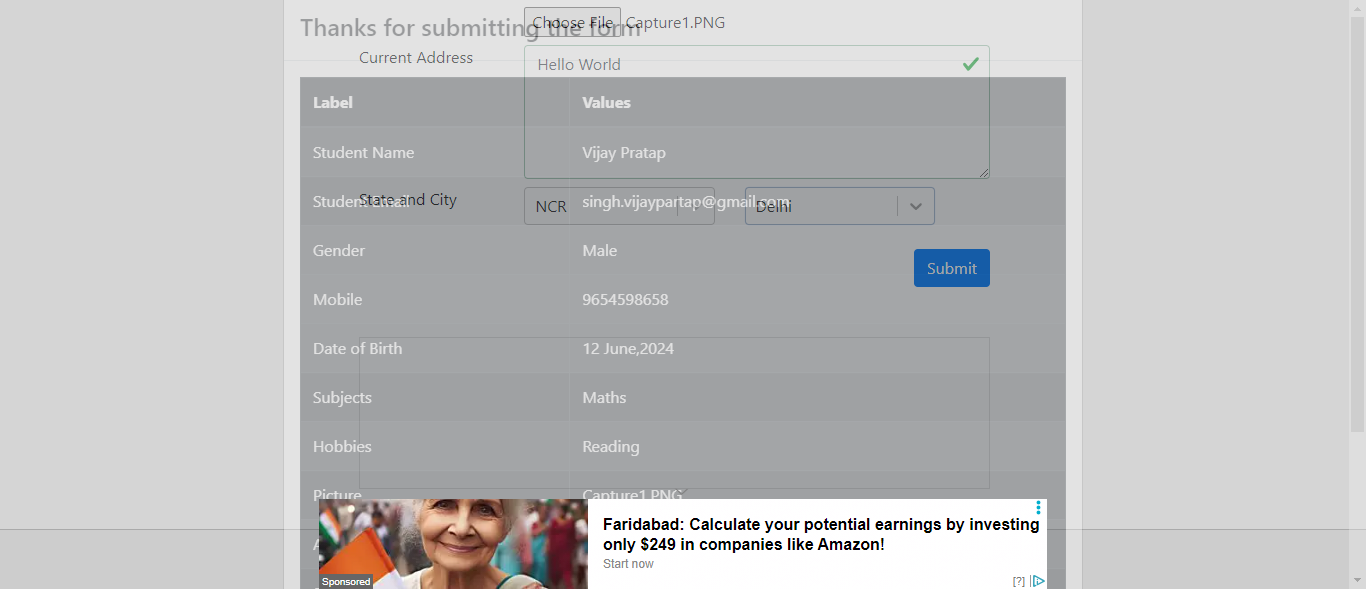 Thanks for submitting the form
Choose File Capture1.PNG
Current Address
Hello World
Label Values
Student Name Vijay Pratap
State and City
NCR
Delhi
Student Email singh.vijaypartap@gmail.com
Gender Male
Submit
Mobile 9654598658
Date of Birth 12 June,2024
Subjects Maths
Hobbies Reading
Picture Capture1.PNG
Faridabad: Calculate your potential earnings by investing
only $249 in companies like Amazon!
Start now
Sponsored
[?]